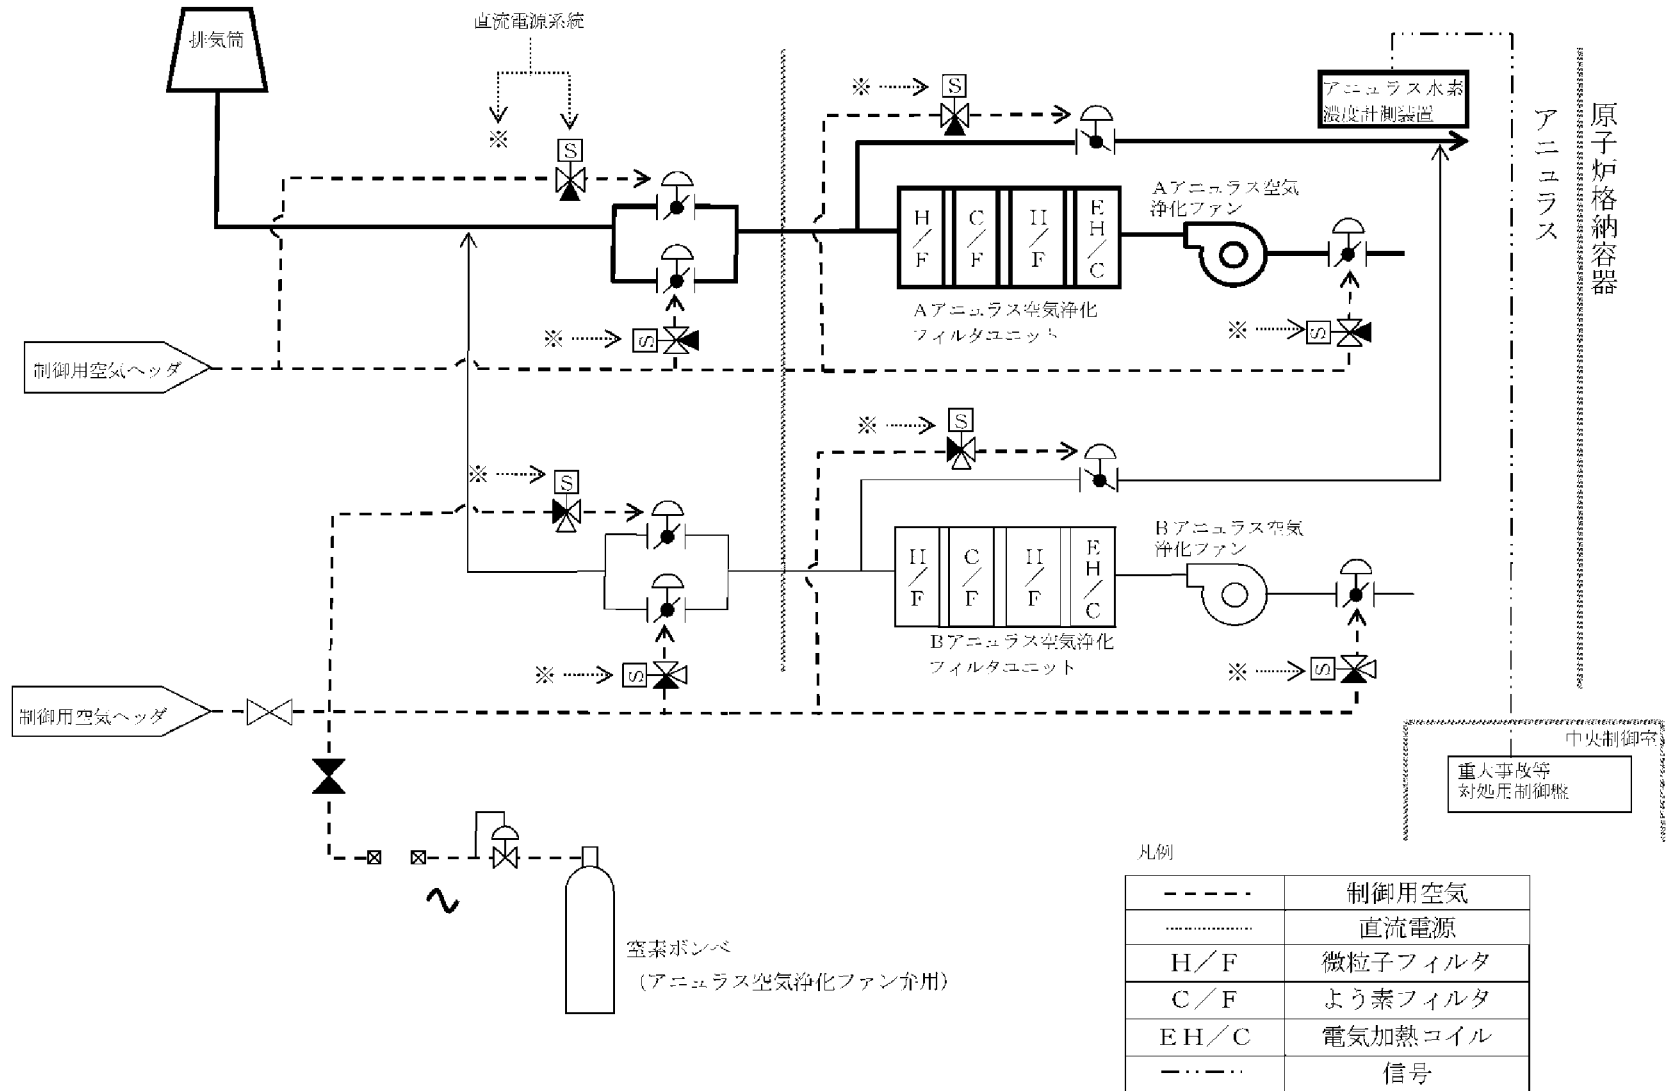 排気筒
直流電源系統
※
※
S
S
アニュラス水素
濃度計測装置
アニュラス
原子炉格納容器
H/F
C/F
H/F
EH/C
Aアニュラス空気
浄化ファン
Aアニュラス空気浄化
フィルタユニット
※
S
※
S
制御用空気ヘッダ
※
S
※
S
H/F
C/F
H/F
EH/C
Bアニュラス空気
浄化ファン
Bアニュラス空気浄化
フィルタユニット
※
S
※
S
制御用空気ヘッダ
中央制御室
重大事故等
対処用制御盤
窒素ボンベ
(アニュラス空気浄化ファン弁用)
凡例
制御用空気
直流電源
H/F 微粒子フィルタ
C/F よう素フィルタ
EH/C 電気加熱コイル
信号